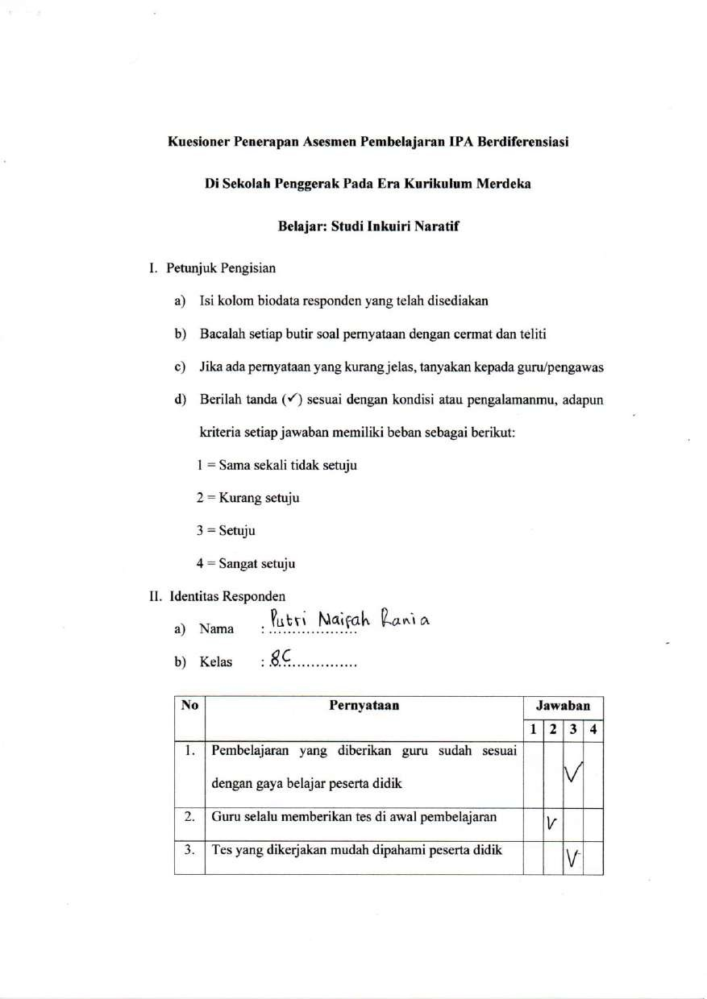 Kuesioner Penerapan Asesmen Pembelajaran IPA Berdiferensiasi
Di Sekolah Penggerak Pada Era Kurikulum Merdeka
Belajar: Studi Inkuiri Naratif
I. Petunjuk Pengisian
a) Isi kolom biodata responden yang telah disediakan
b) Bacalah setiap butir soal pernyataan dengan cermat dan teliti
c) Jika ada pernyataan yang kurang jelas, tanyakan kepada guru/pengawas
d) Berilah tanda (✓) sesuai dengan kondisi atau pengalamanmu, adapun
kriteria setiap jawaban memiliki beban sebagai berikut:
1 = Sama sekali tidak setuju
2 = Kurang setuju
3 = Setuju
4 = Sangat setuju
II. Identitas Responden
a) Nama : Putri Naifah Rania
b) Kelas : 8C
No Pernyataan Jawaban
1 2 3 4
1. Pembelajaran yang diberikan guru sudah sesuai
dengan gaya belajar peserta didik ✓
2. Guru selalu memberikan tes di awal pembelajaran ✓
3. Tes yang dikerjakan mudah dipahami peserta didik ✓